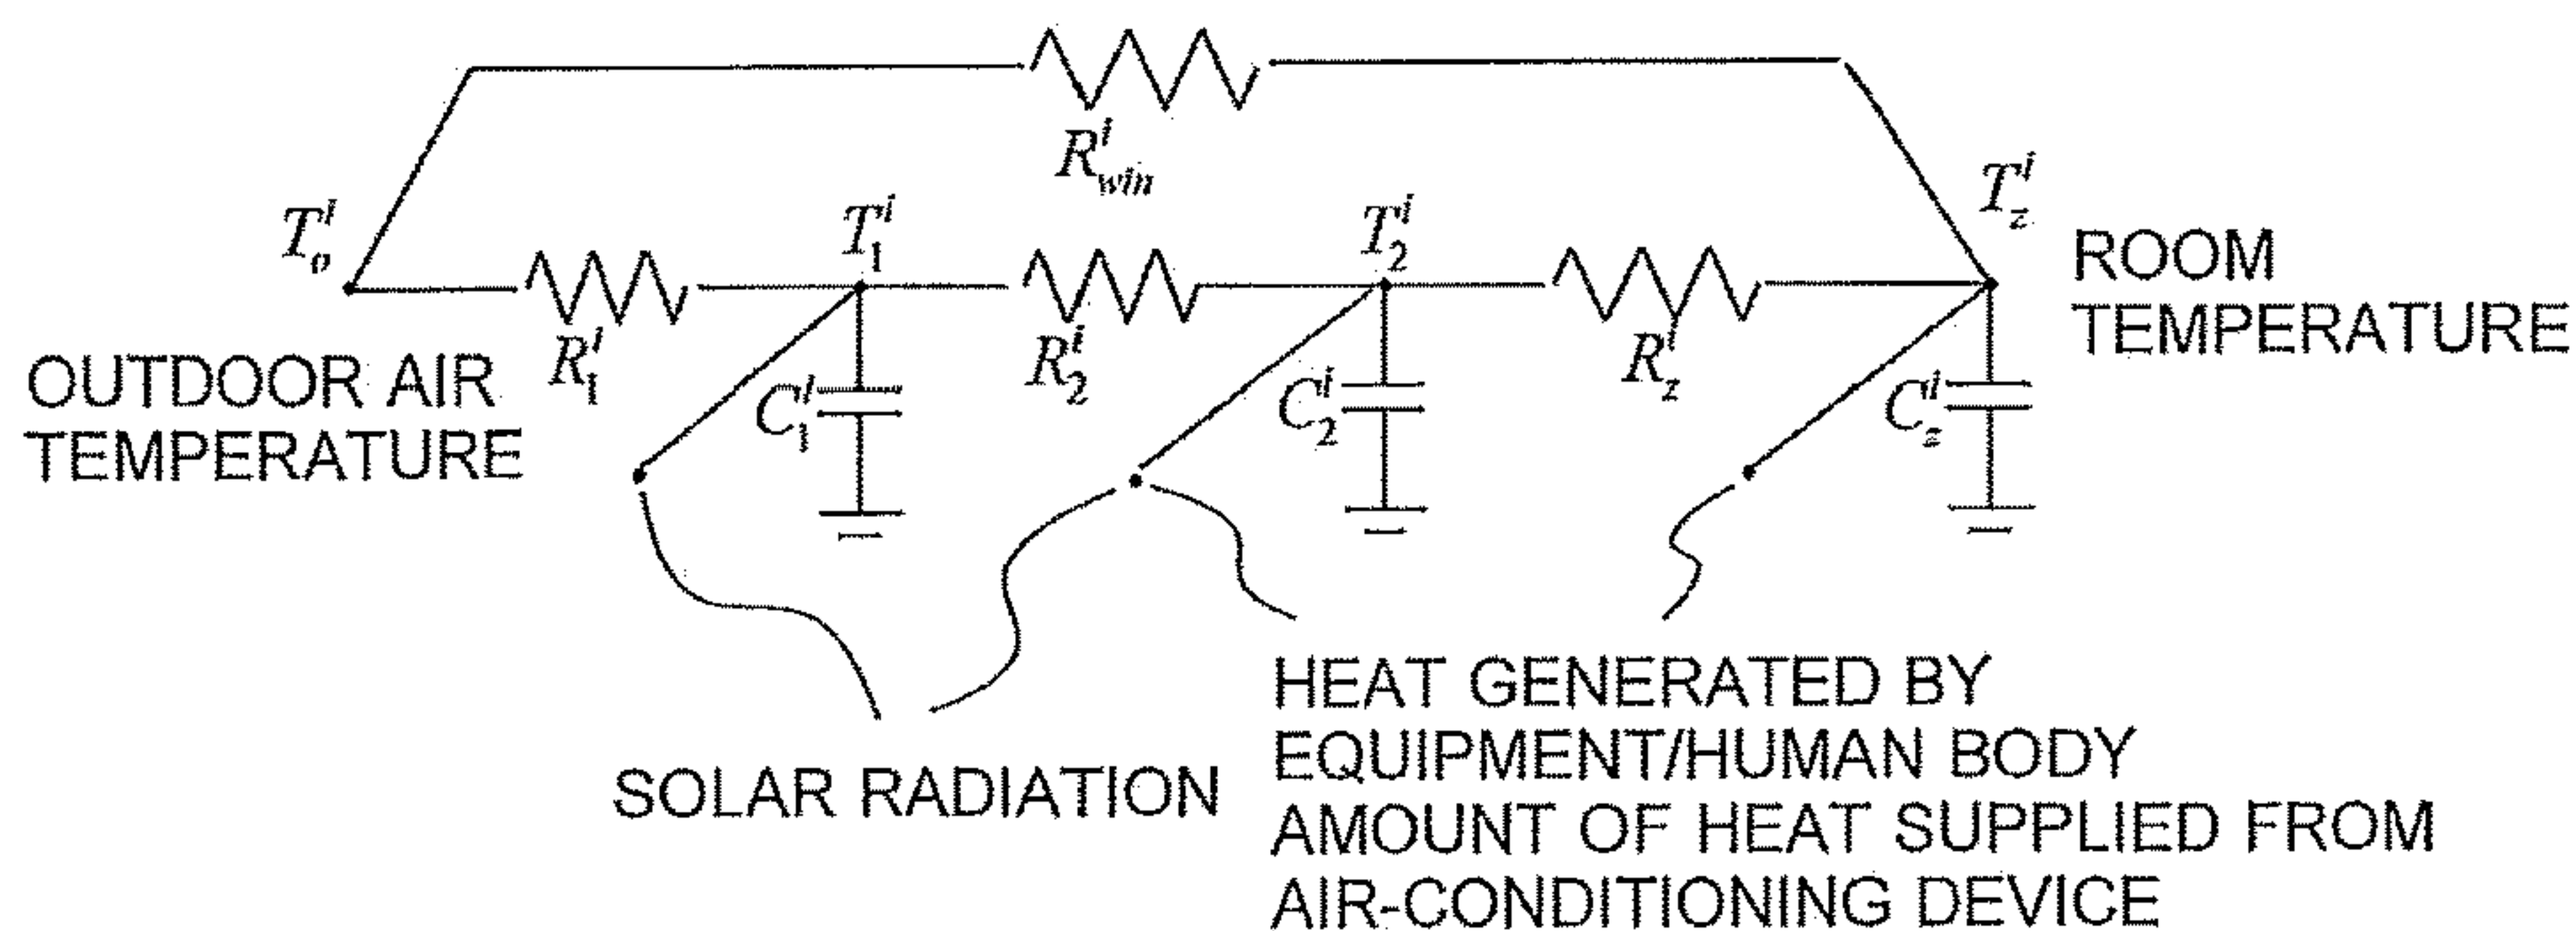 R^i_win
T^i_o
T^i_1
T^i_2
T^i_z
ROOM
TEMPERATURE
R^i_1
R^i_2
R^i_z
OUTDOOR AIR
TEMPERATURE
C^i_1
C^i_2
C^i_z
SOLAR RADIATION
HEAT GENERATED BY
EQUIPMENT/HUMAN BODY
AMOUNT OF HEAT SUPPLIED FROM
AIR-CONDITIONING DEVICE